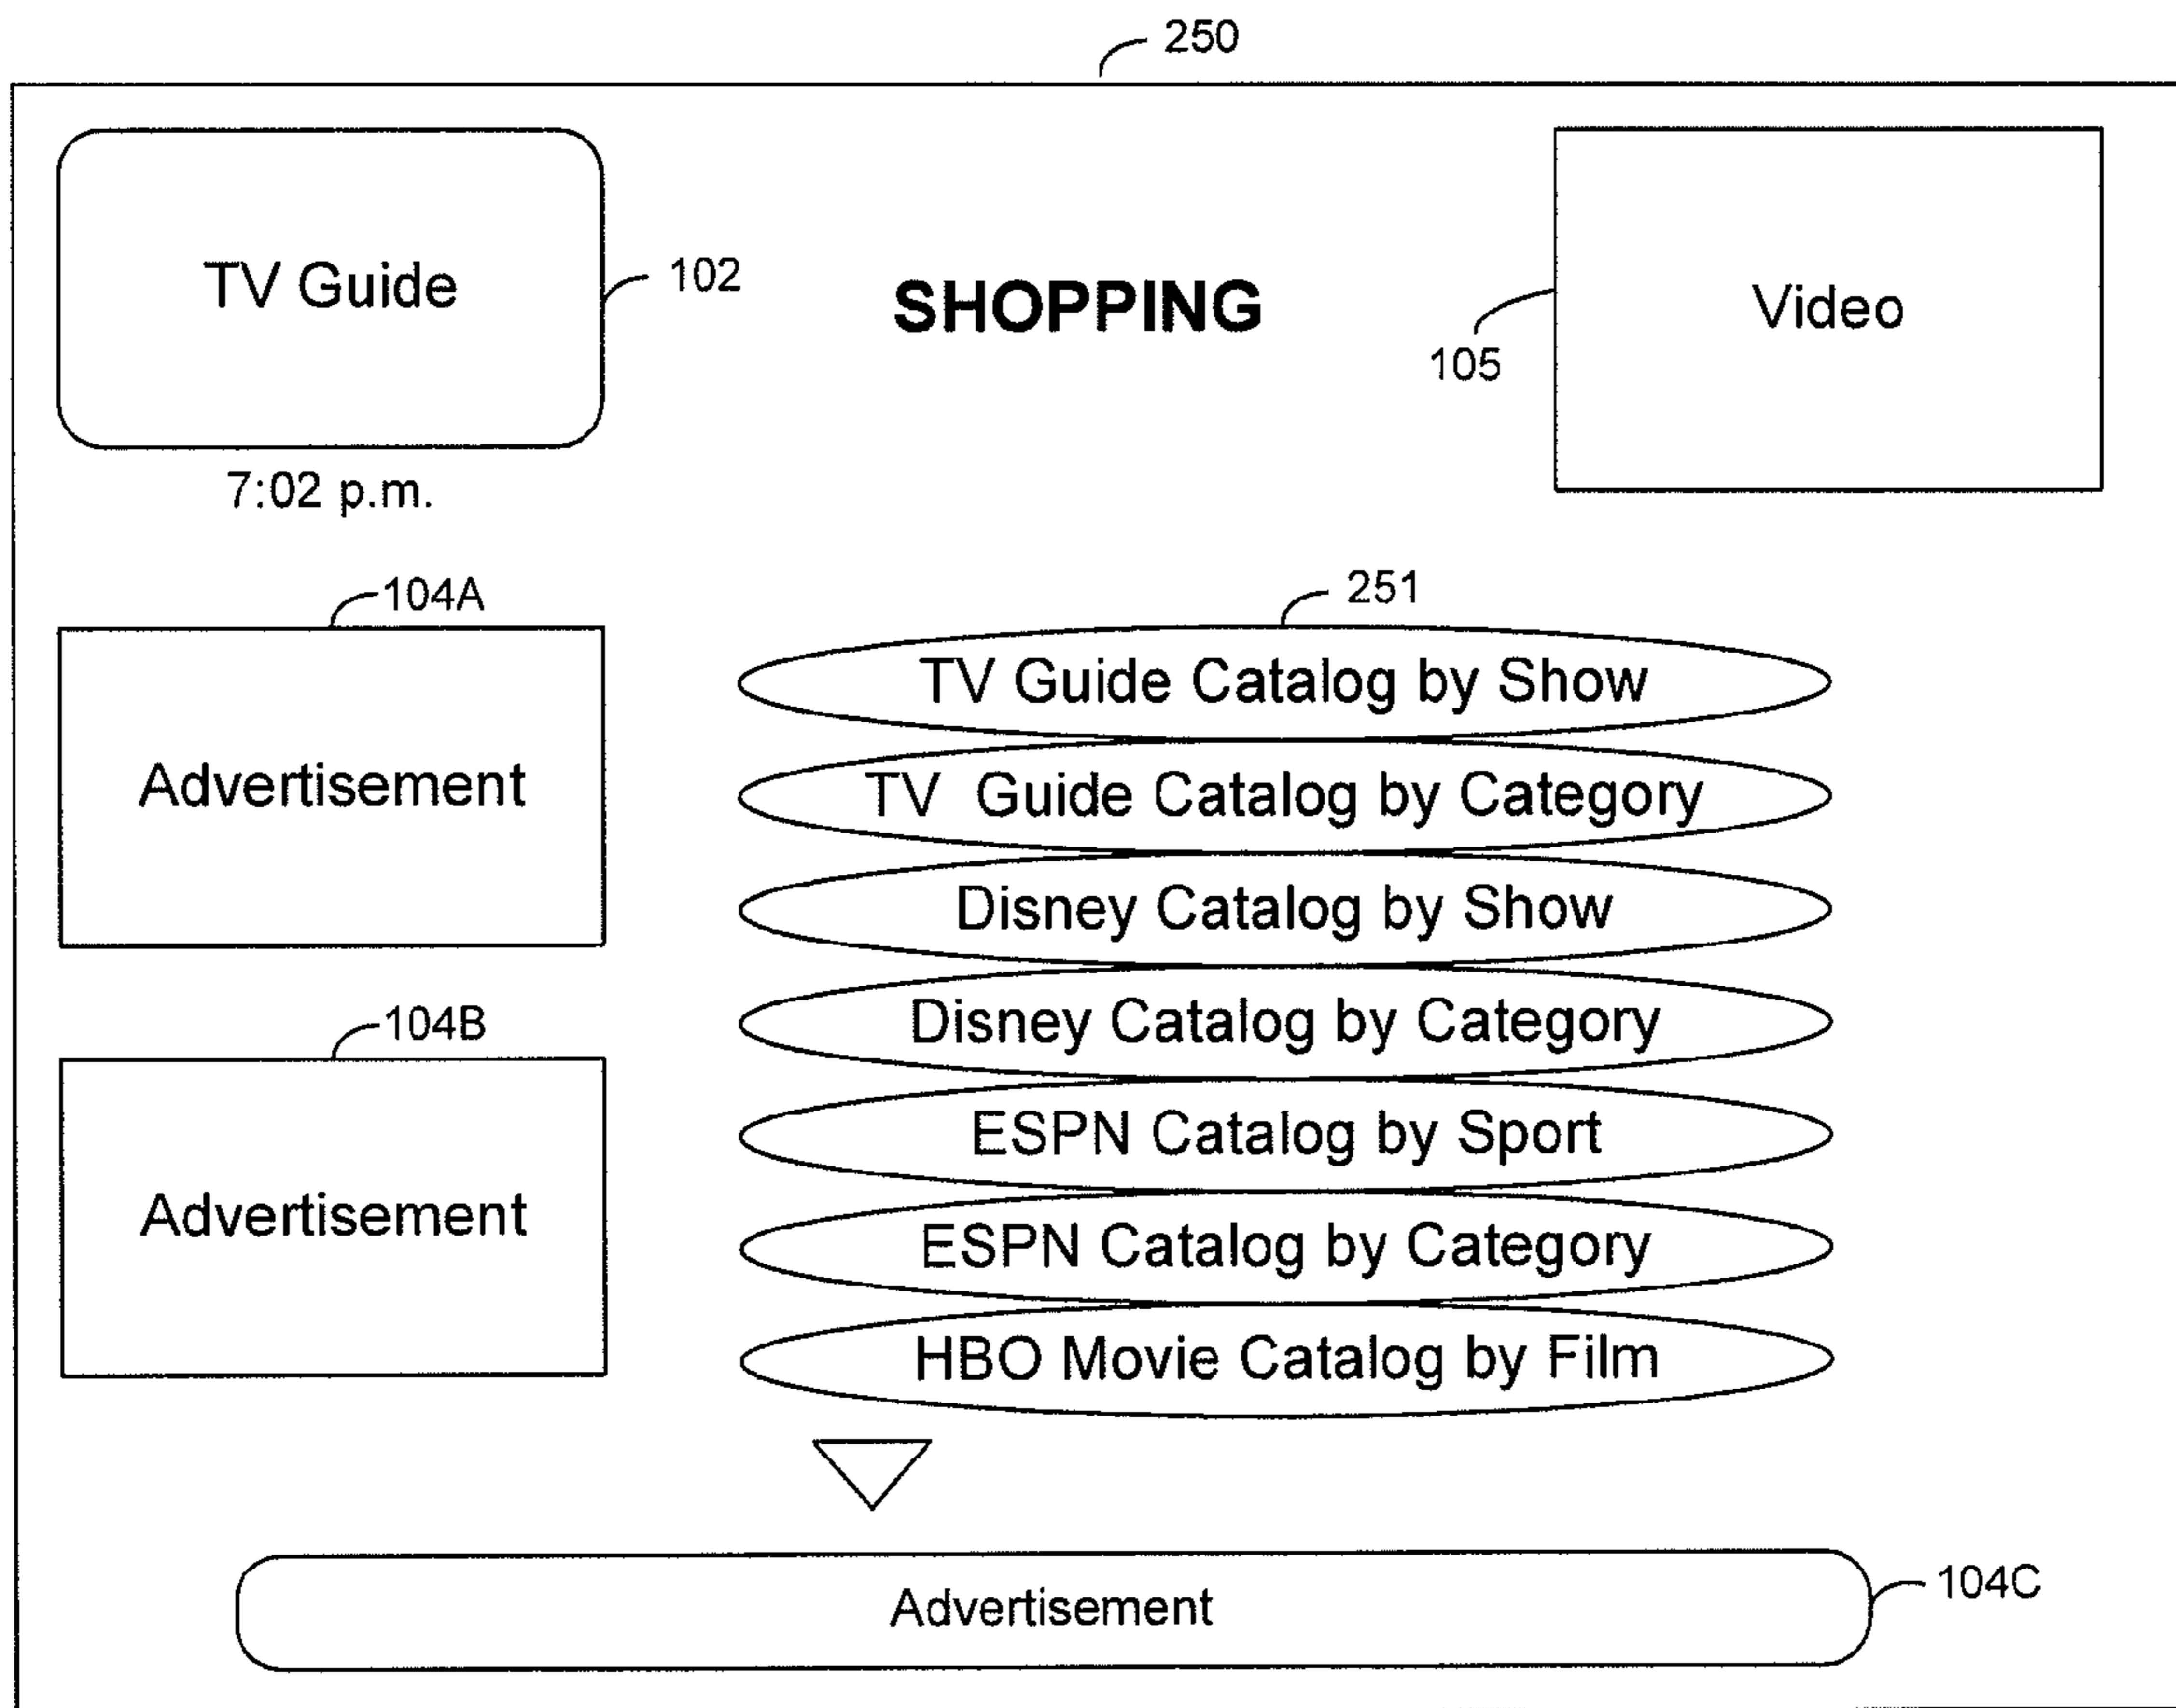 250
TV Guide
102
SHOPPING
Video
105
7:02 p.m.
104A
Advertisement
104B
Advertisement
251
TV Guide Catalog by Show
TV Guide Catalog by Category
Disney Catalog by Show
Disney Catalog by Category
ESPN Catalog by Sport
ESPN Catalog by Category
HBO Movie Catalog by Film
Advertisement
104C